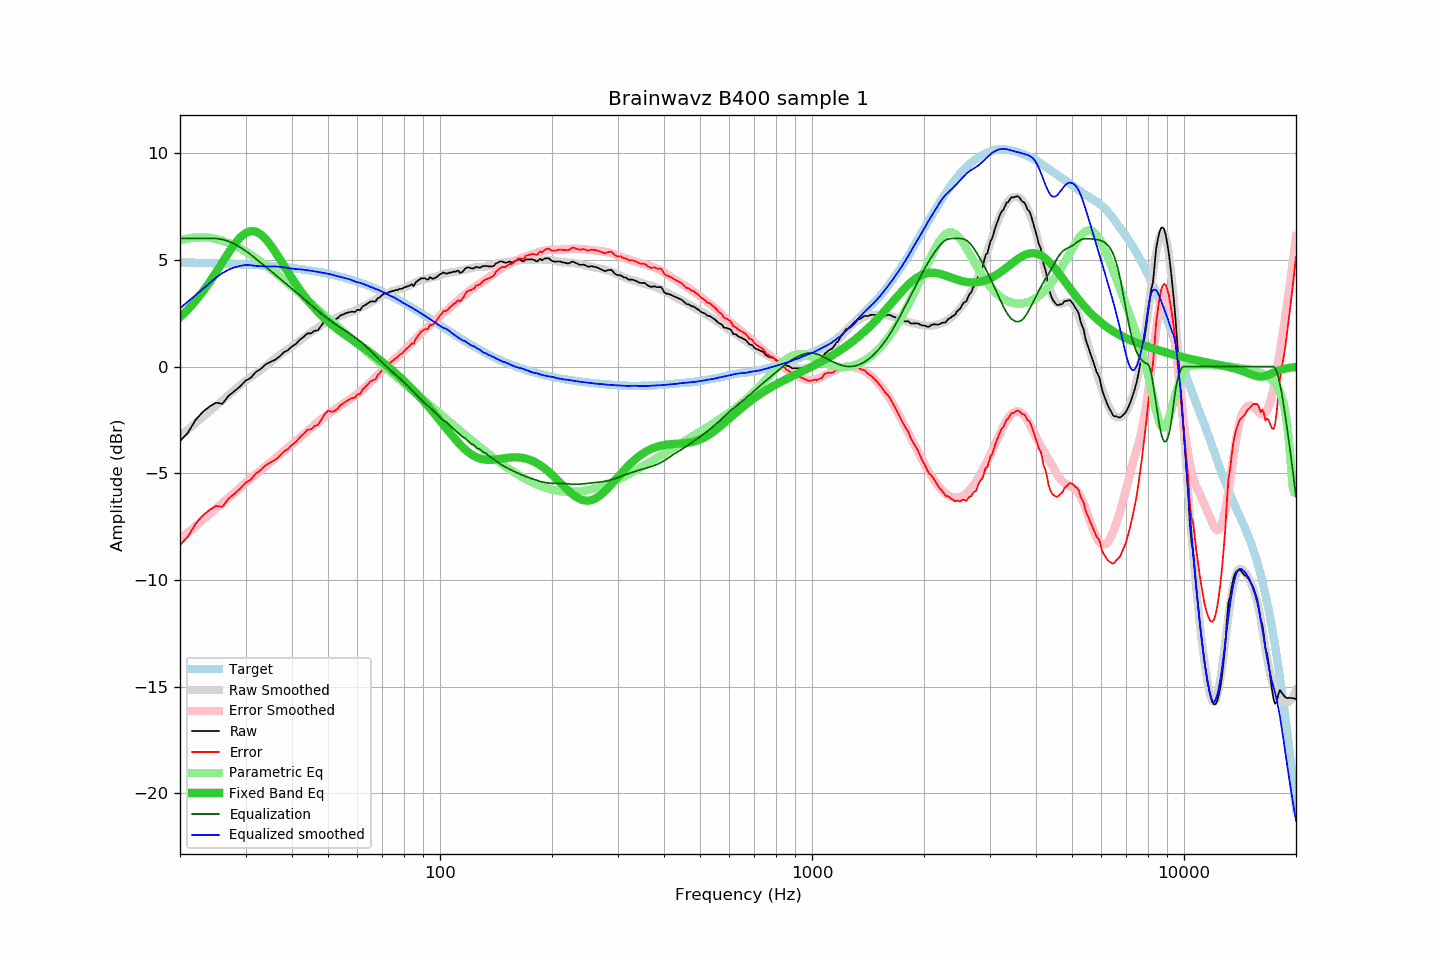 Brainwavz B400 sample 1
10
5
0
−5
−10
−15
−20
Amplitude (dBr)
Target
Raw Smoothed
Error Smoothed
Raw
Error
Parametric Eq
Fixed Band Eq
Equalization
Equalized smoothed
100
1000
10000
Frequency (Hz)